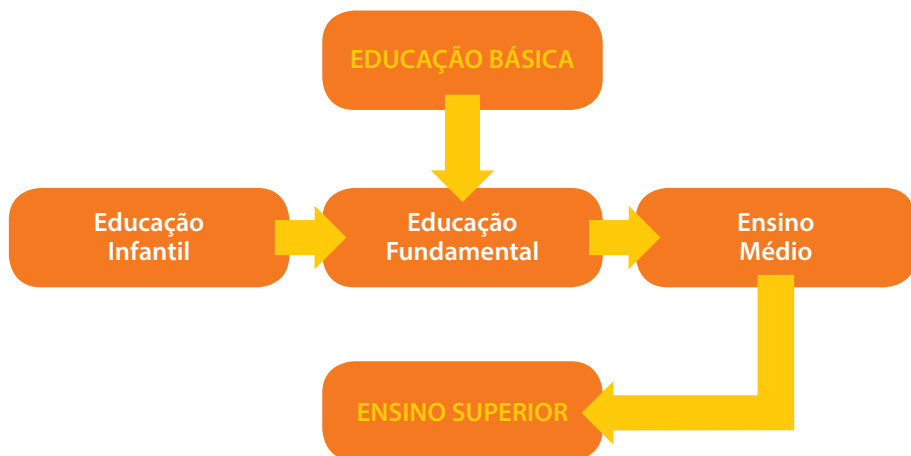 EDUCAÇÃO BÁSICA
Educação
Infantil
Educação
Fundamental
Ensino
Médio
ENSINO SUPERIOR